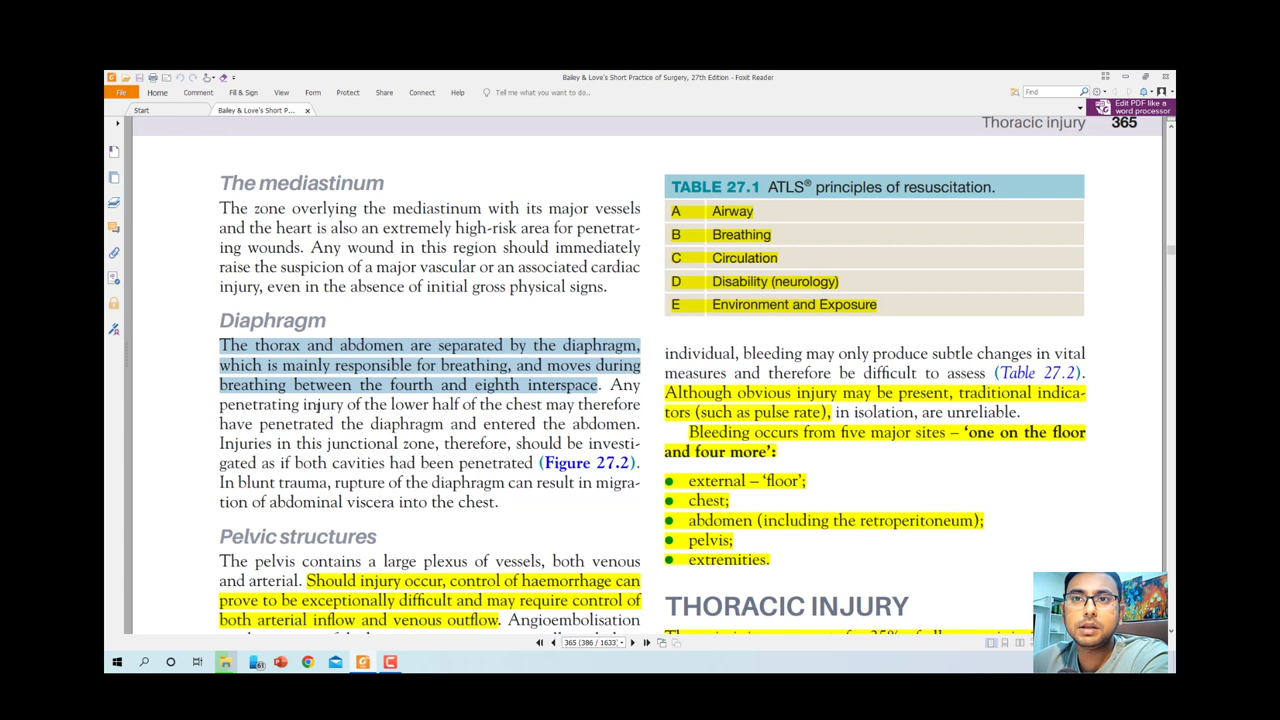 Bailey & Love's Short Practice of Surgery, 27th Edition - Foxit Reader
File Home Comment Fill & Sign View Form Protect Share Connect Help Tell me what you want to do..
Find
Start Bailey & Love's Short P...
Edit PDF like a
word processor
Thoracic injury 365
The mediastinum
The zone overlying the mediastinum with its major vessels
and the heart is also an extremely high-risk area for penetrat-
ing wounds. Any wound in this region should immediately
raise the suspicion of a major vascular or an associated cardiac
injury, even in the absence of initial gross physical signs.
Diaphragm
The thorax and abdomen are separated by the diaphragm,
which is mainly responsible for breathing, and moves during
breathing between the fourth and eighth interspace. Any
penetrating injury of the lower half of the chest may therefore
have penetrated the diaphragm and entered the abdomen.
Injuries in this junctional zone, therefore, should be investi-
gated as if both cavities had been penetrated (Figure 27.2).
In blunt trauma, rupture of the diaphragm can result in migra-
tion of abdominal viscera into the chest.
Pelvic structures
The pelvis contains a large plexus of vessels, both venous
and arterial. Should injury occur, control of haemorrhage can
prove to be exceptionally difficult and may require control of
both arterial inflow and venous outflow. Angioembolisation
TABLE 27.1 ATLS® principles of resuscitation.
A Airway
B Breathing
C Circulation
D Disability (neurology)
E Environment and Exposure
individual, bleeding may only produce subtle changes in vital
measures and therefore be difficult to assess (Table 27.2).
Although obvious injury may be present, traditional indica-
tors (such as pulse rate), in isolation, are unreliable.
Bleeding occurs from five major sites – 'one on the floor
and four more':
● external – 'floor';
● chest;
● abdomen (including the retroperitoneum);
● pelvis;
● extremities.
THORACIC INJURY
365 (386 / 1633)
61